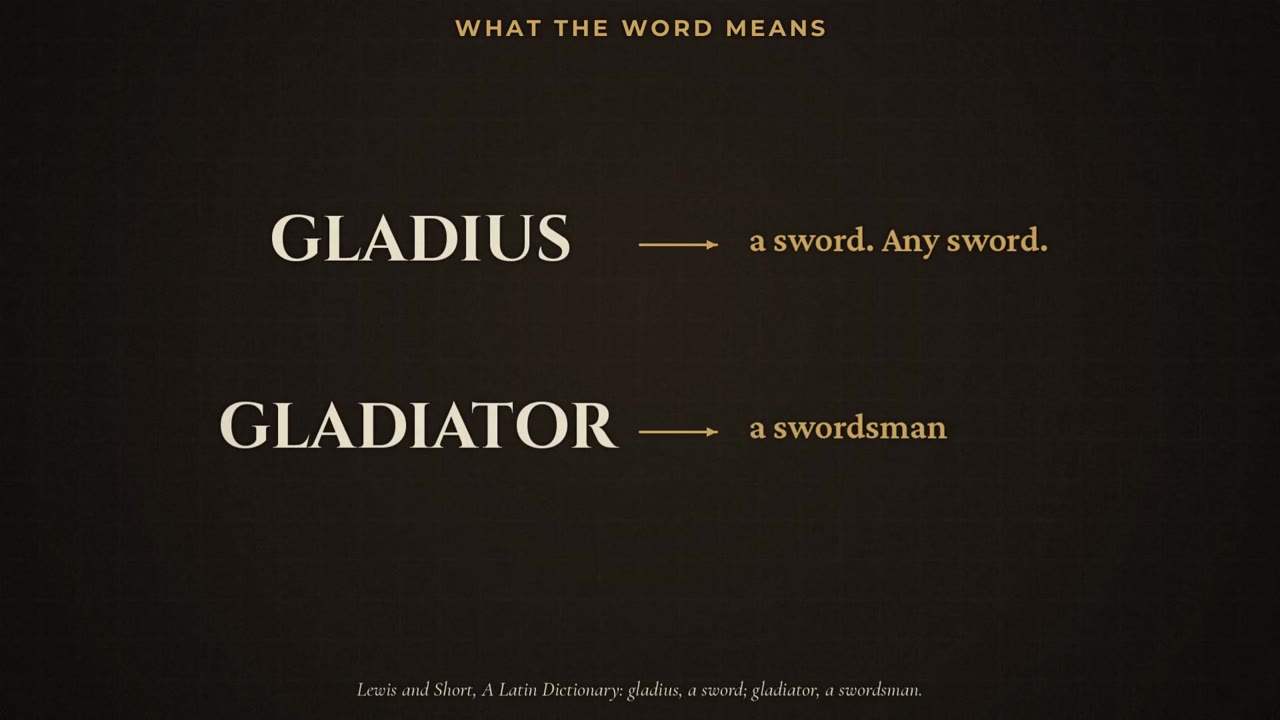 WHAT THE WORD MEANS
GLADIUS → a sword. Any sword.
GLADIATOR → a swordsman
Lewis and Short, A Latin Dictionary: gladius, a sword; gladiator, a swordsman.